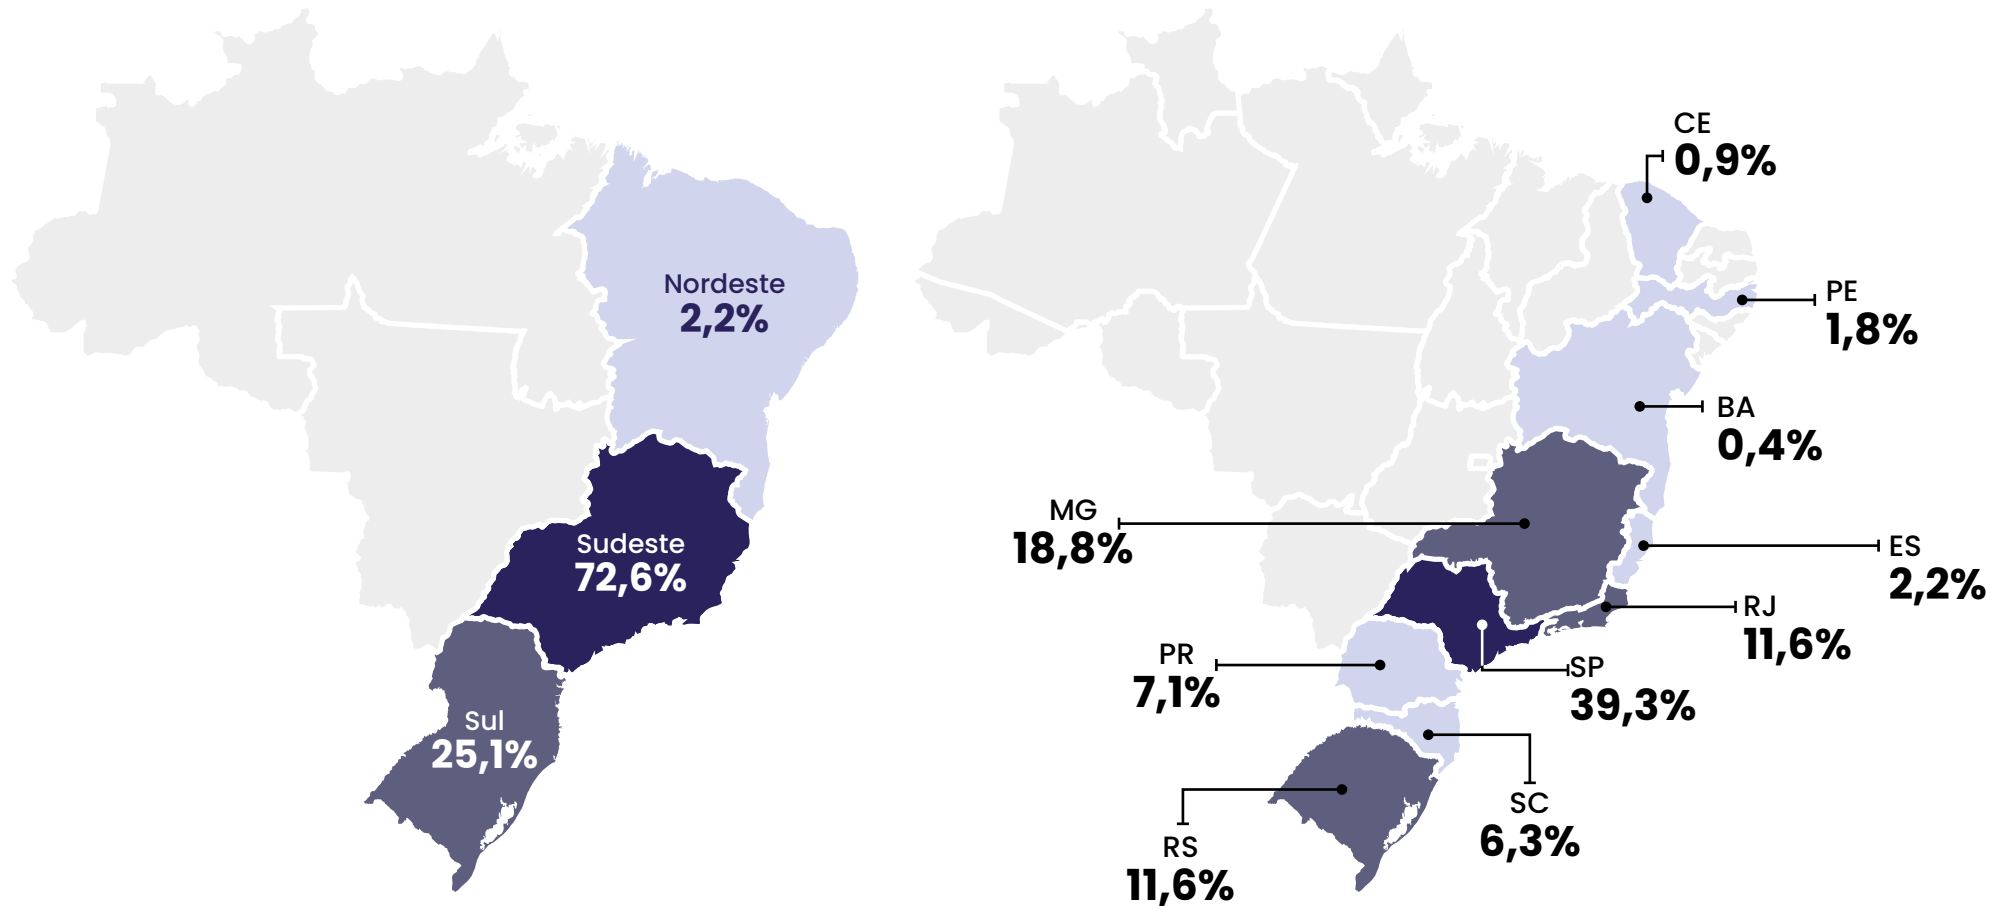 Nordeste
2,2%
Sudeste
72,6%
Sul
25,1%
CE
0,9%
PE
1,8%
BA
0,4%
MG
18,8%
ES
2,2%
RJ
11,6%
PR
7,1%
SP
39,3%
SC
6,3%
RS
11,6%